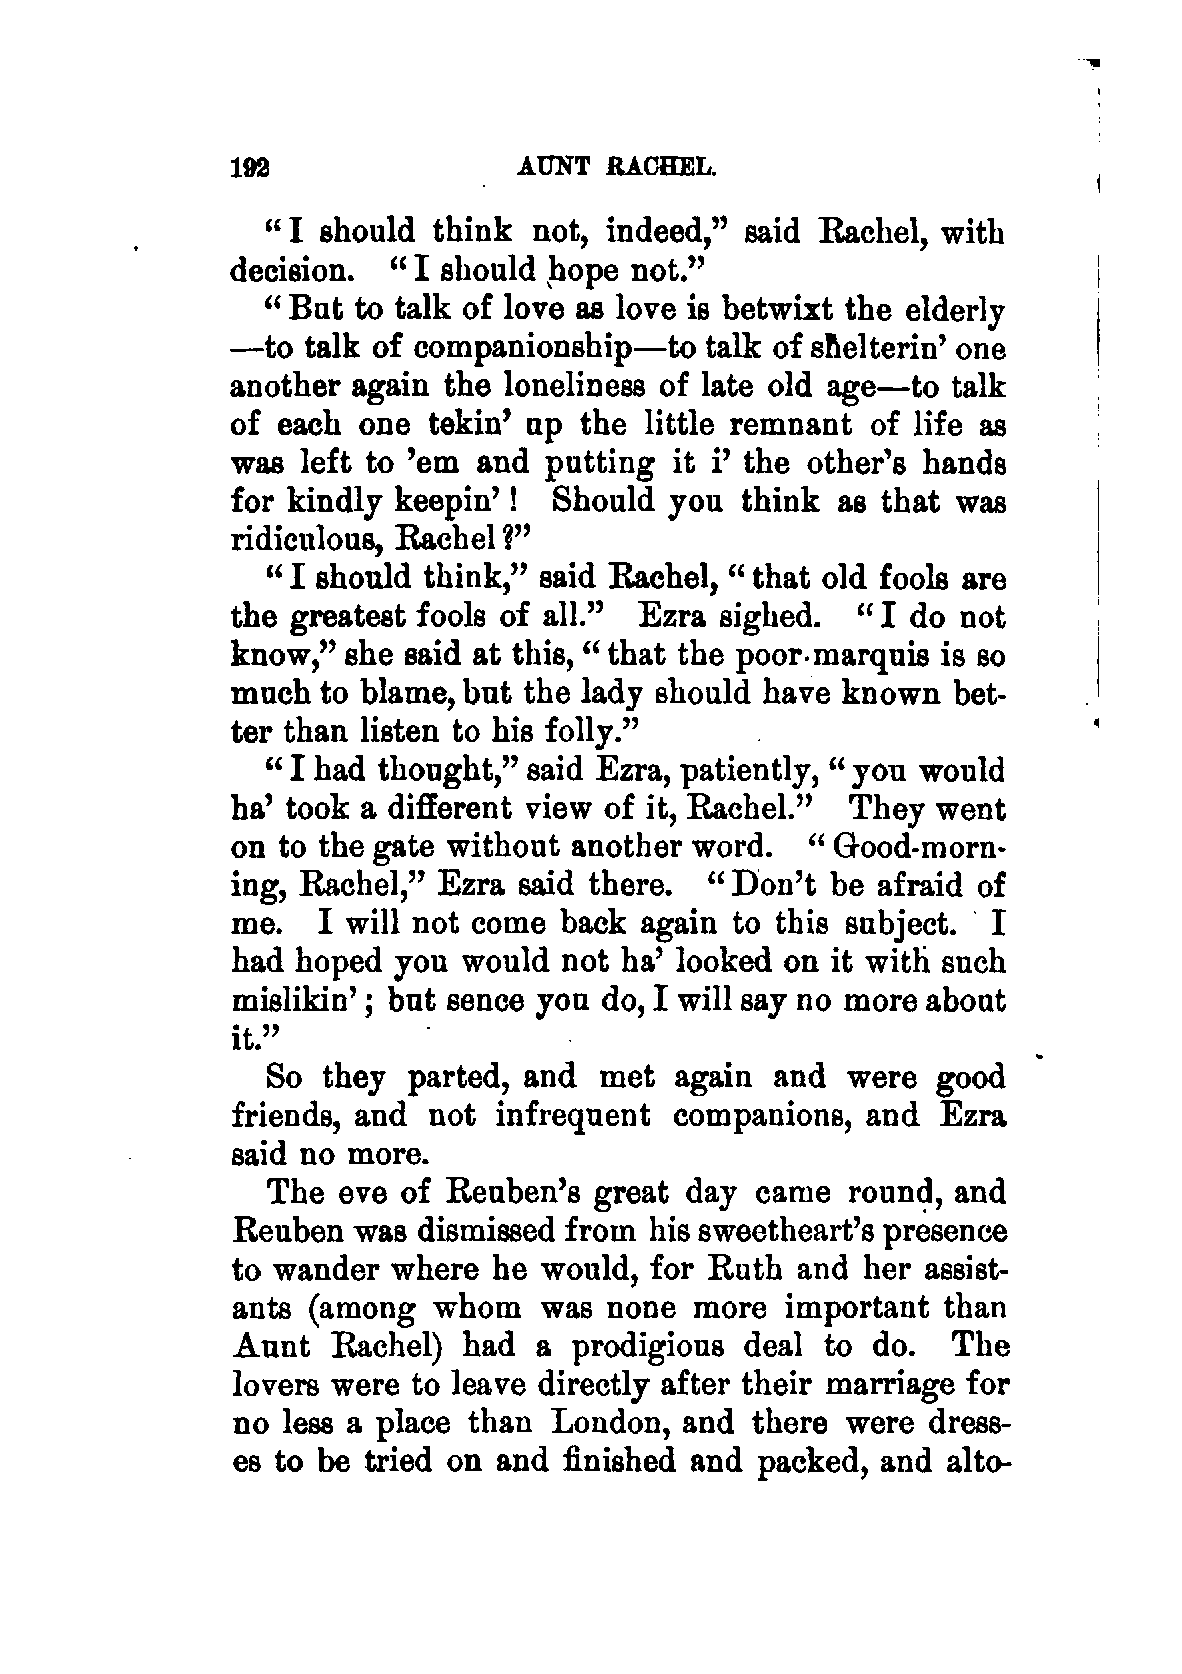 192 AUNT RACHEL.
“I should think not, indeed,” said Rachel, with
decision. “I should hope not.”
“But to talk of love as love is betwixt the elderly
—to talk of companionship—to talk of shelterin’ one
another again the loneliness of late old age—to talk
of each one tekin’ up the little remnant of life as
was left to ’em and putting it i’ the other’s hands
for kindly keepin’! Should you think as that was
ridiculous, Rachel?”
“I should think,” said Rachel, “that old fools are
the greatest fools of all.” Ezra sighed. “I do not
know,” she said at this, “that the poor marquis is so
much to blame, but the lady should have known bet-
ter than listen to his folly.”
“I had thought,” said Ezra, patiently, “you would
ha’ took a different view of it, Rachel.” They went
on to the gate without another word. “Good-morn-
ing, Rachel,” Ezra said there. “Don’t be afraid of
me. I will not come back again to this subject. I
had hoped you would not ha’ looked on it with such
mislikin’; but sence you do, I will say no more about
it.”
So they parted, and met again and were good
friends, and not infrequent companions, and Ezra
said no more.
The eve of Reuben’s great day came round, and
Reuben was dismissed from his sweetheart’s presence
to wander where he would, for Ruth and her assist-
ants (among whom was none more important than
Aunt Rachel) had a prodigious deal to do. The
lovers were to leave directly after their marriage for
no less a place than London, and there were dress-
es to be tried on and finished and packed, and alto-